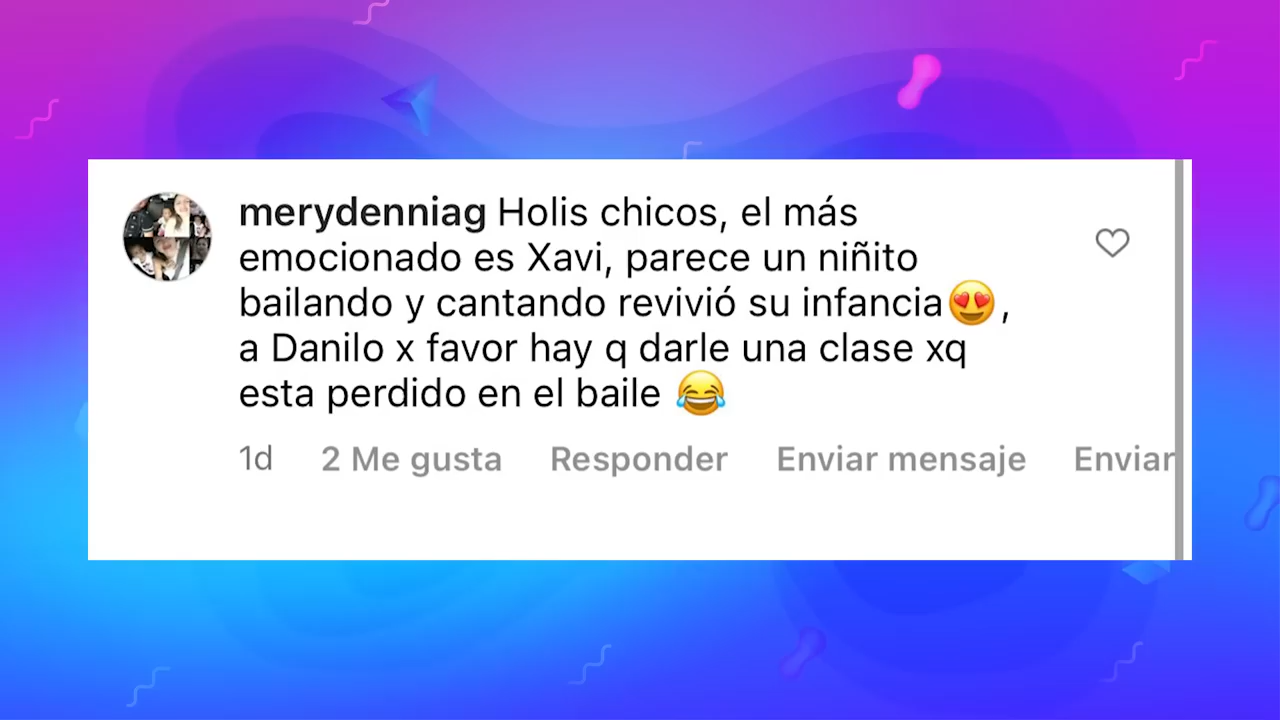 merydenniag Holis chicos, el más
emocionado es Xavi, parece un niñito
bailando y cantando revivió su infancia😍,
a Danilo x favor hay q darle una clase xq
esta perdido en el baile 😂
1d 2 Me gusta Responder Enviar mensaje Enviar